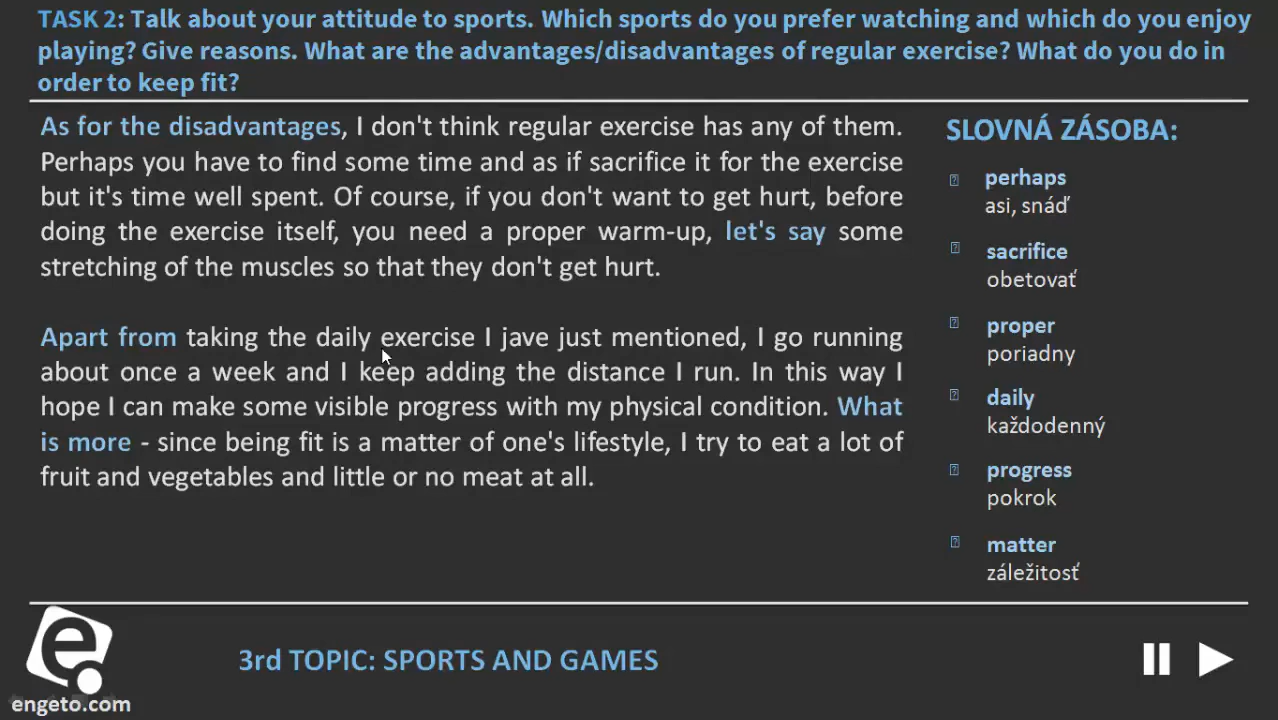 TASK 2: Talk about your attitude to sports. Which sports do you prefer watching and which do you enjoy
playing? Give reasons. What are the advantages/disadvantages of regular exercise? What do you do in
order to keep fit?
As for the disadvantages, I don't think regular exercise has any of them.
Perhaps you have to find some time and as if sacrifice it for the exercise
but it's time well spent. Of course, if you don't want to get hurt, before
doing the exercise itself, you need a proper warm-up, let's say some
stretching of the muscles so that they don't get hurt.
Apart from taking the daily exercise I jave just mentioned, I go running
about once a week and I keep adding the distance I run. In this way I
hope I can make some visible progress with my physical condition. What
is more - since being fit is a matter of one's lifestyle, I try to eat a lot of
fruit and vegetables and little or no meat at all.
SLOVNÁ ZÁSOBA:
perhaps
asi, snáď
sacrifice
obetovať
proper
poriadny
daily
každodenný
progress
pokrok
matter
záležitosť
e
engeto.com
3rd TOPIC: SPORTS AND GAMES